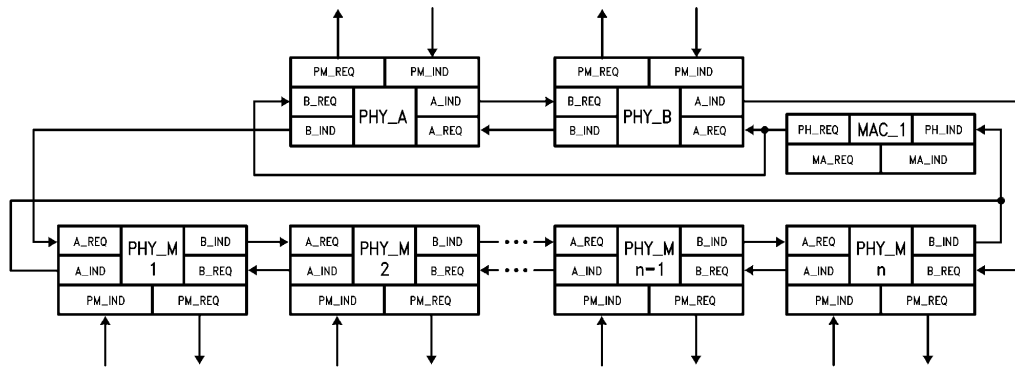 PM_REQ PM_IND PM_REQ PM_IND
B_REQ PHY_A A_IND B_REQ PHY_B A_IND
B_IND A_REQ B_IND A_REQ PH_REQ MAC_1 PH_IND
MA_REQ MA_IND
A_REQ PHY_M B_IND A_REQ PHY_M B_IND A_REQ PHY_M B_IND A_REQ PHY_M B_IND
A_IND 1 B_REQ A_IND 2 B_REQ A_IND n-1 B_REQ A_IND n B_REQ
PM_IND PM_REQ PM_IND PM_REQ PM_IND PM_REQ PM_IND PM_REQ